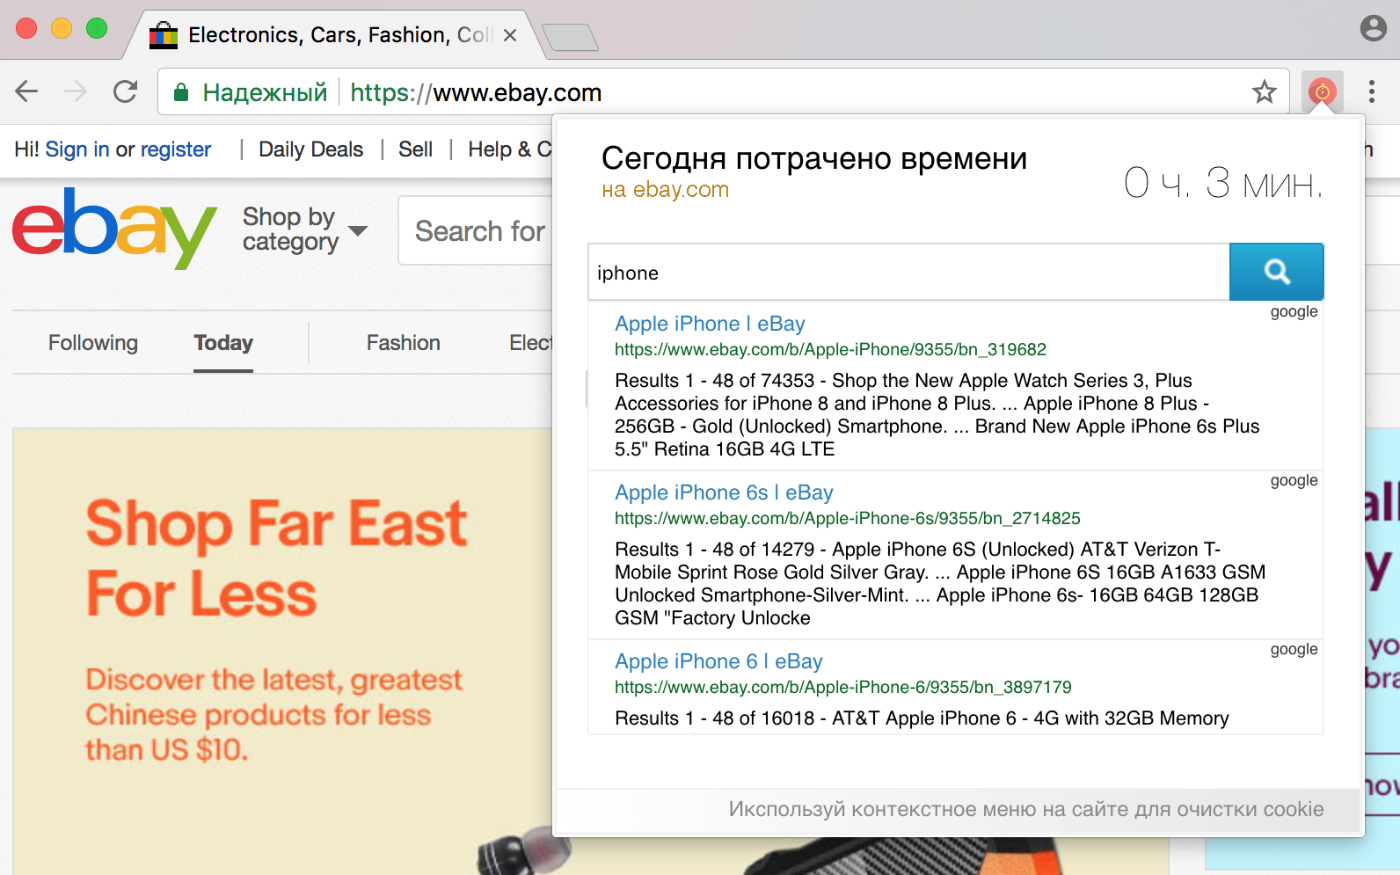 Electronics, Cars, Fashion, Coll
Надежный https://www.ebay.com
Hi! Sign in or register | Daily Deals | Sell | Help & C
ebay
Shop by
category
Search for
Following Today Fashion Elec
Shop Far East
For Less
Discover the latest, greatest
Chinese products for less
than US $10.
Сегодня потрачено времени
на ebay.com
0 ч. 3 мин.
iphone
google
Apple iPhone | eBay
https://www.ebay.com/b/Apple-iPhone/9355/bn_319682
Results 1 - 48 of 74353 - Shop the New Apple Watch Series 3, Plus
Accessories for iPhone 8 and iPhone 8 Plus. ... Apple iPhone 8 Plus -
256GB - Gold (Unlocked) Smartphone. ... Brand New Apple iPhone 6s Plus
5.5" Retina 16GB 4G LTE
google
Apple iPhone 6s | eBay
https://www.ebay.com/b/Apple-iPhone-6s/9355/bn_2714825
Results 1 - 48 of 14279 - Apple iPhone 6S (Unlocked) AT&T Verizon T-
Mobile Sprint Rose Gold Silver Gray. ... Apple iPhone 6S 16GB A1633 GSM
Unlocked Smartphone-Silver-Mint. ... Apple iPhone 6s- 16GB 64GB 128GB
GSM "Factory Unlocke
google
Apple iPhone 6 | eBay
https://www.ebay.com/b/Apple-iPhone-6/9355/bn_3897179
Results 1 - 48 of 16018 - AT&T Apple iPhone 6 - 4G with 32GB Memory
Икспользуй контекстное меню на сайте для очистки cookie